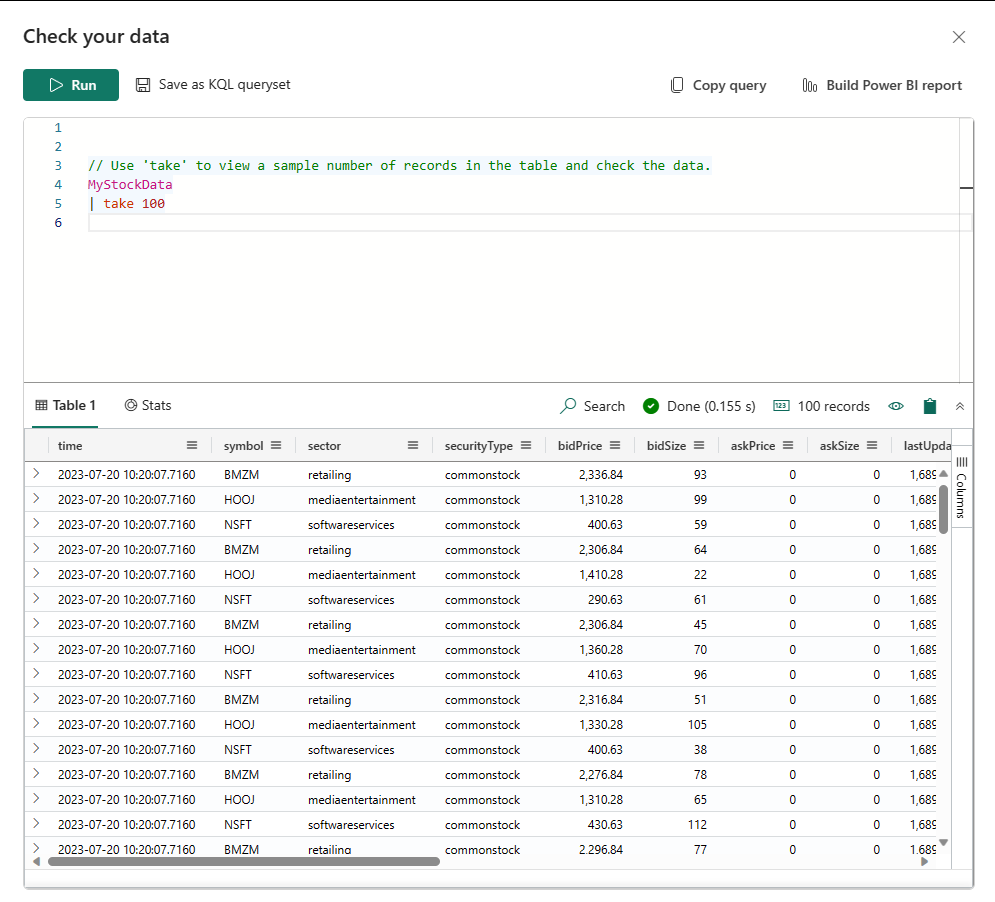 Check your data
Run Save as KQL queryset Copy query Build Power BI report
1
2
3 // Use 'take' to view a sample number of records in the table and check the data.
4 MyStockData
5 | take 100
6
Table 1 Stats Search Done (0.155 s) 123 100 records
time symbol sector securityType bidPrice bidSize askPrice askSize lastUpda
2023-07-20 10:20:07.7160 BMZM retailing commonstock 2,336.84 93 0 0 1,689
2023-07-20 10:20:07.7160 HOOJ mediaentertainment commonstock 1,310.28 99 0 0 1,689
2023-07-20 10:20:07.7160 NSFT softwareservices commonstock 400.63 59 0 0 1,689
2023-07-20 10:20:07.7160 BMZM retailing commonstock 2,306.84 64 0 0 1,689
2023-07-20 10:20:07.7160 HOOJ mediaentertainment commonstock 1,410.28 22 0 0 1,689
2023-07-20 10:20:07.7160 NSFT softwareservices commonstock 290.63 61 0 0 1,689
2023-07-20 10:20:07.7160 BMZM retailing commonstock 2,306.84 45 0 0 1,689
2023-07-20 10:20:07.7160 HOOJ mediaentertainment commonstock 1,360.28 70 0 0 1,689
2023-07-20 10:20:07.7160 NSFT softwareservices commonstock 410.63 96 0 0 1,689
2023-07-20 10:20:07.7160 BMZM retailing commonstock 2,316.84 51 0 0 1,689
2023-07-20 10:20:07.7160 HOOJ mediaentertainment commonstock 1,330.28 105 0 0 1,689
2023-07-20 10:20:07.7160 NSFT softwareservices commonstock 400.63 38 0 0 1,689
2023-07-20 10:20:07.7160 BMZM retailing commonstock 2,276.84 78 0 0 1,689
2023-07-20 10:20:07.7160 HOOJ mediaentertainment commonstock 1,310.28 65 0 0 1,689
2023-07-20 10:20:07.7160 NSFT softwareservices commonstock 430.63 112 0 0 1,689
2023-07-20 10:20:07.7160 BMZM retailing commonstock 2,296.84 77 0 0 1,689
Columns